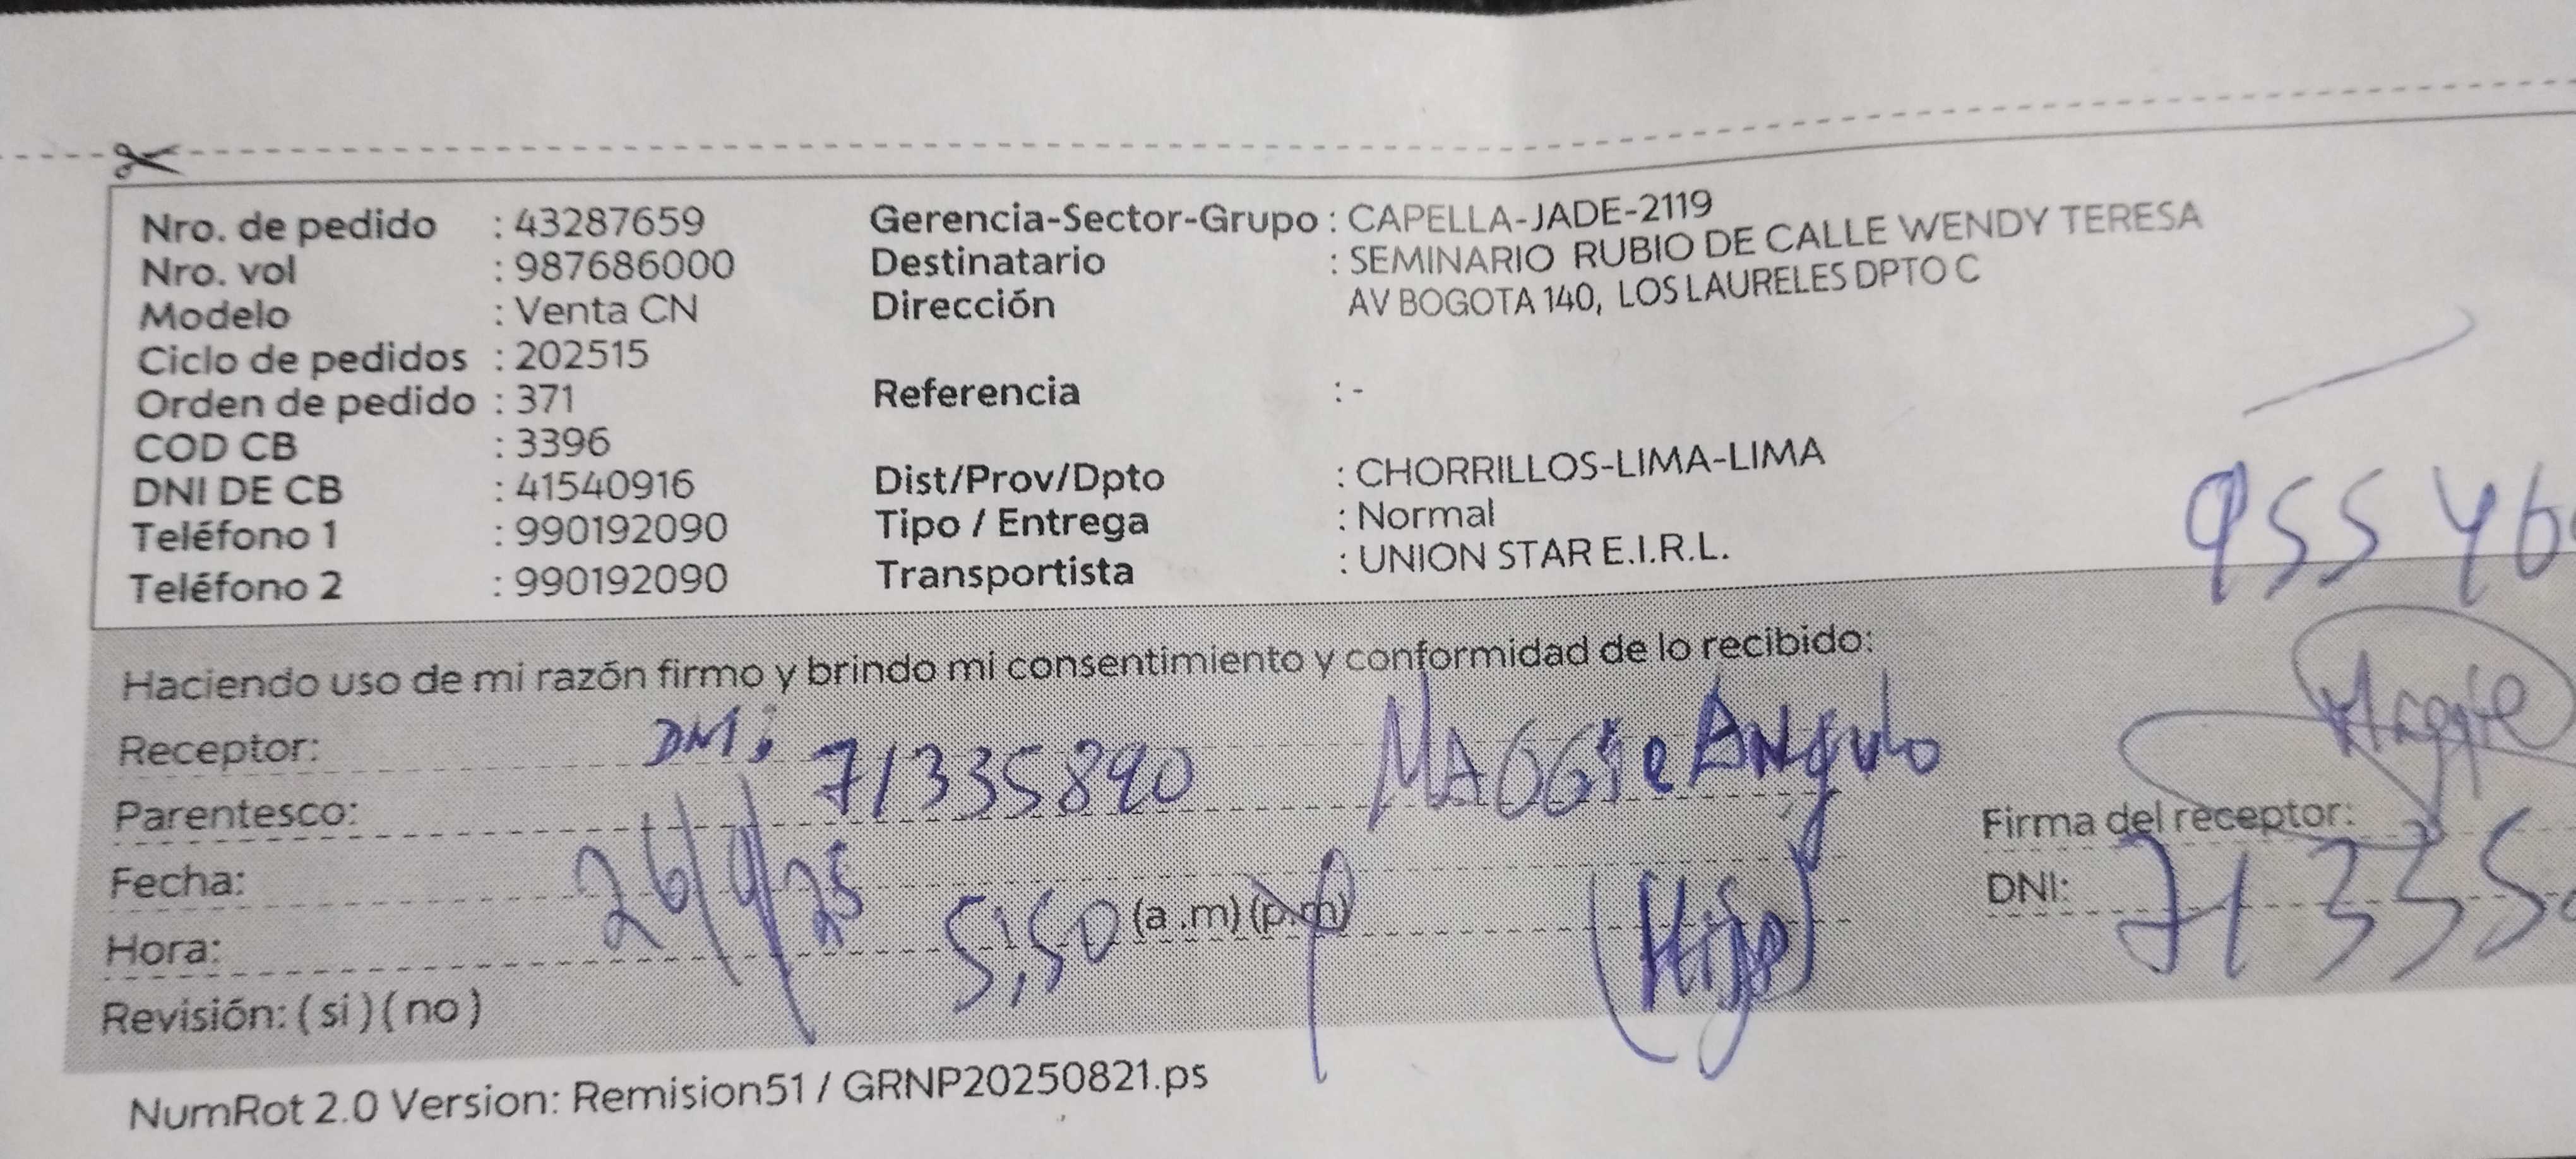 Nro. de pedido : 43287659
Nro. vol : 987686000
Modelo : Venta CN
Ciclo de pedidos : 202515
Orden de pedido : 371
COD CB : 3396
DNI DE CB : 41540916
Teléfono 1 : 990192090
Teléfono 2 : 990192090
Gerencia-Sector-Grupo : CAPELLA-JADE-2119
Destinatario : SEMINARIO RUBIO DE CALLE WENDY TERESA
Dirección AV BOGOTA 140, LOS LAURELES DPTO C
Referencia : -
Dist/Prov/Dpto : CHORRILLOS-LIMA-LIMA
Tipo / Entrega : Normal
Transportista : UNION STAR E.I.R.L.
955 46
Haciendo uso de mi razón firmo y brindo mi consentimiento y conformidad de lo recibido:
Receptor: DNI: 71335890 MAGGie Angulo
Parentesco:
Fecha: 26/9/25
Hora: 5:50 (a .m) (p.m) (Hijo)
Revisión: ( si ) ( no )
Maggie
Firma del receptor:
DNI: 71335
NumRot 2.0 Version: Remision51 / GRNP20250821.ps